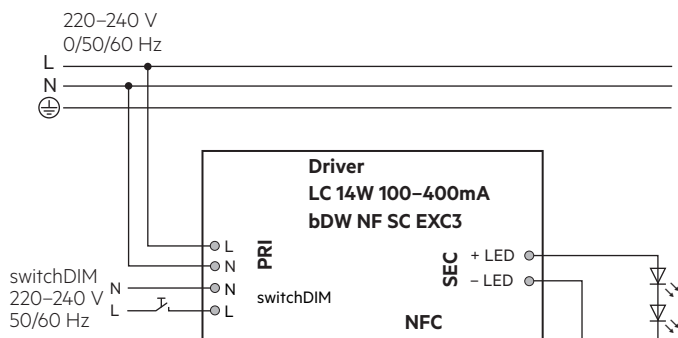 220–240 V
0/50/60 Hz
L
N
Driver
LC 14W 100–400mA
bDW NF SC EXC3
L
PRI
N
SEC
+ LED
– LED
switchDIM
220–240 V
50/60 Hz
N
L
N
L
switchDIM
NFC